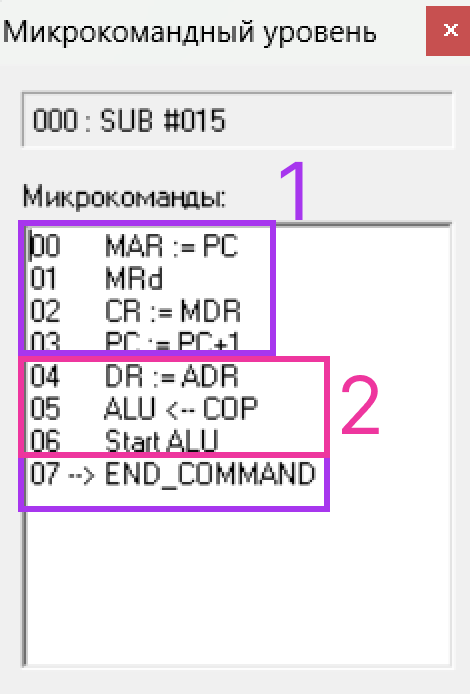 Микрокомандный уровень ×
000 : SUB #015
Микрокоманды:
1
00 MAR := PC
01 MRd
02 CR := MDR
03 PC := PC+1
04 DR := ADR
05 ALU <-- COP
2
06 Start ALU
07 --> END_COMMAND